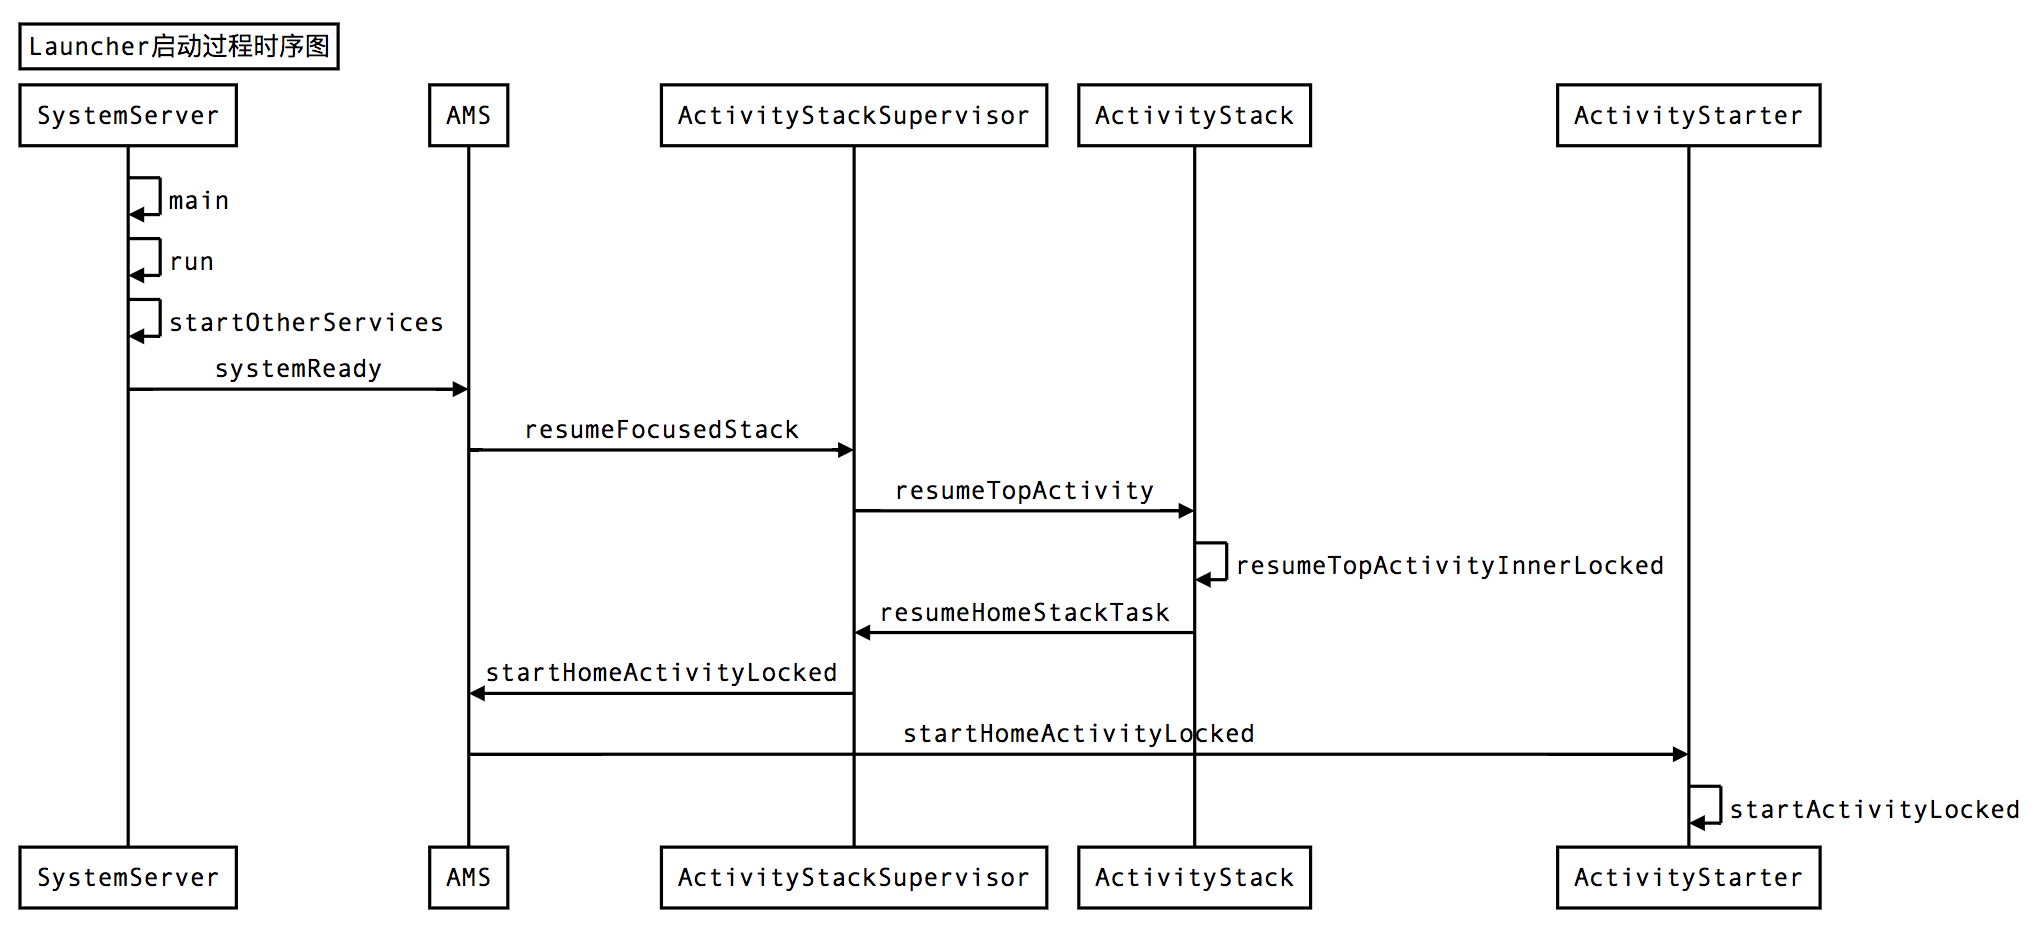 Launcher启动过程时序图
SystemServer
AMS
ActivityStackSupervisor
ActivityStack
ActivityStarter
main
run
startOtherServices
systemReady
resumeFocusedStack
resumeTopActivity
resumeTopActivityInnerLocked
resumeHomeStackTask
startHomeActivityLocked
startHomeActivityLocked
startActivityLocked
SystemServer
AMS
ActivityStackSupervisor
ActivityStack
ActivityStarter